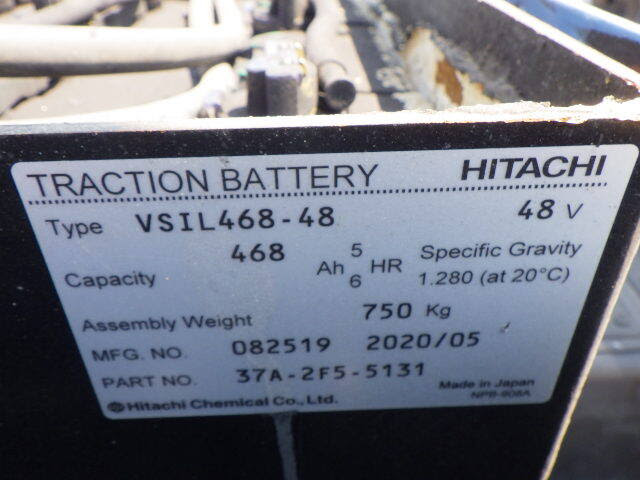 TRACTION BATTERY HITACHI
Type VSIL468-48 48 V
Capacity 468 Ah 5 HR Specific Gravity
6 1.280 (at 20°C)
Assembly Weight 750 Kg
MFG. NO. 082519 2020/05
PART NO. 37A-2F5-5131 Made in Japan
Hitachi Chemical Co., Ltd.